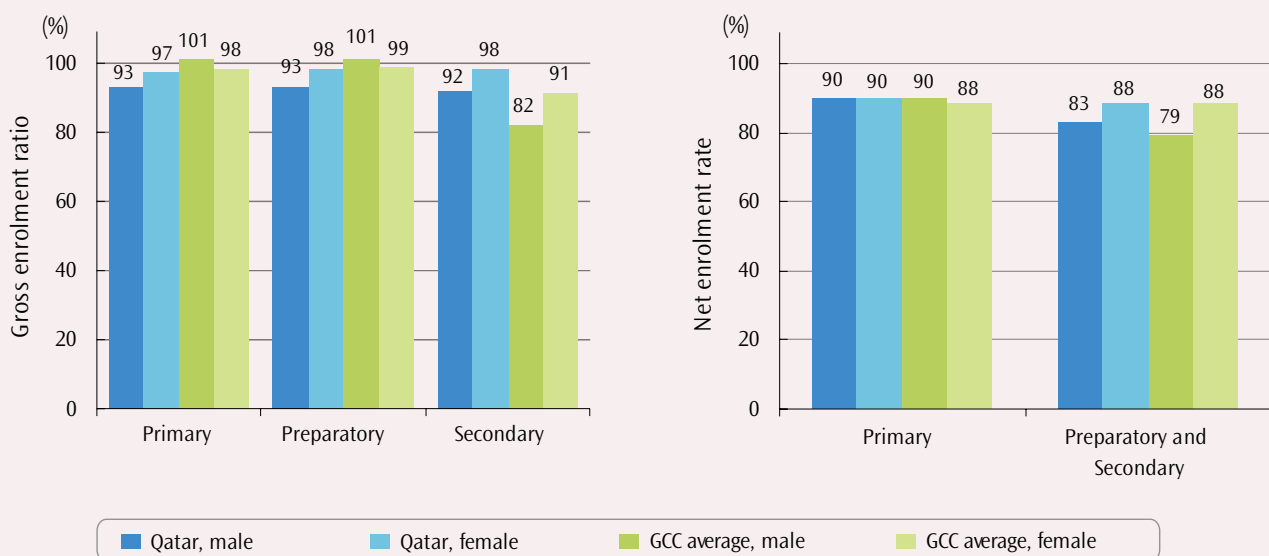 (%)
Gross enrolment ratio
100
80
60
40
20
0
93 97 101 98
93 98 101 99
92 98 82 91
Primary Preparatory Secondary
(%)
Net enrolment rate
100
80
60
40
20
0
90 90 90 88
83 88 79 88
Primary Preparatory and
Secondary
Qatar, male Qatar, female GCC average, male GCC average, female